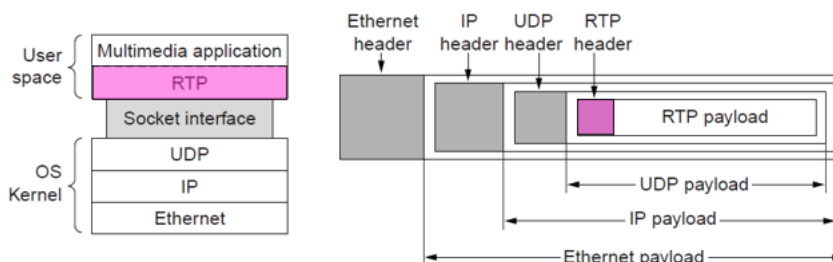 User
space
Multimedia application
RTP
Socket interface
OS
Kernel
UDP
IP
Ethernet
Ethernet
header
IP
header
UDP
header
RTP
header
RTP payload
UDP payload
IP payload
Ethernet payload